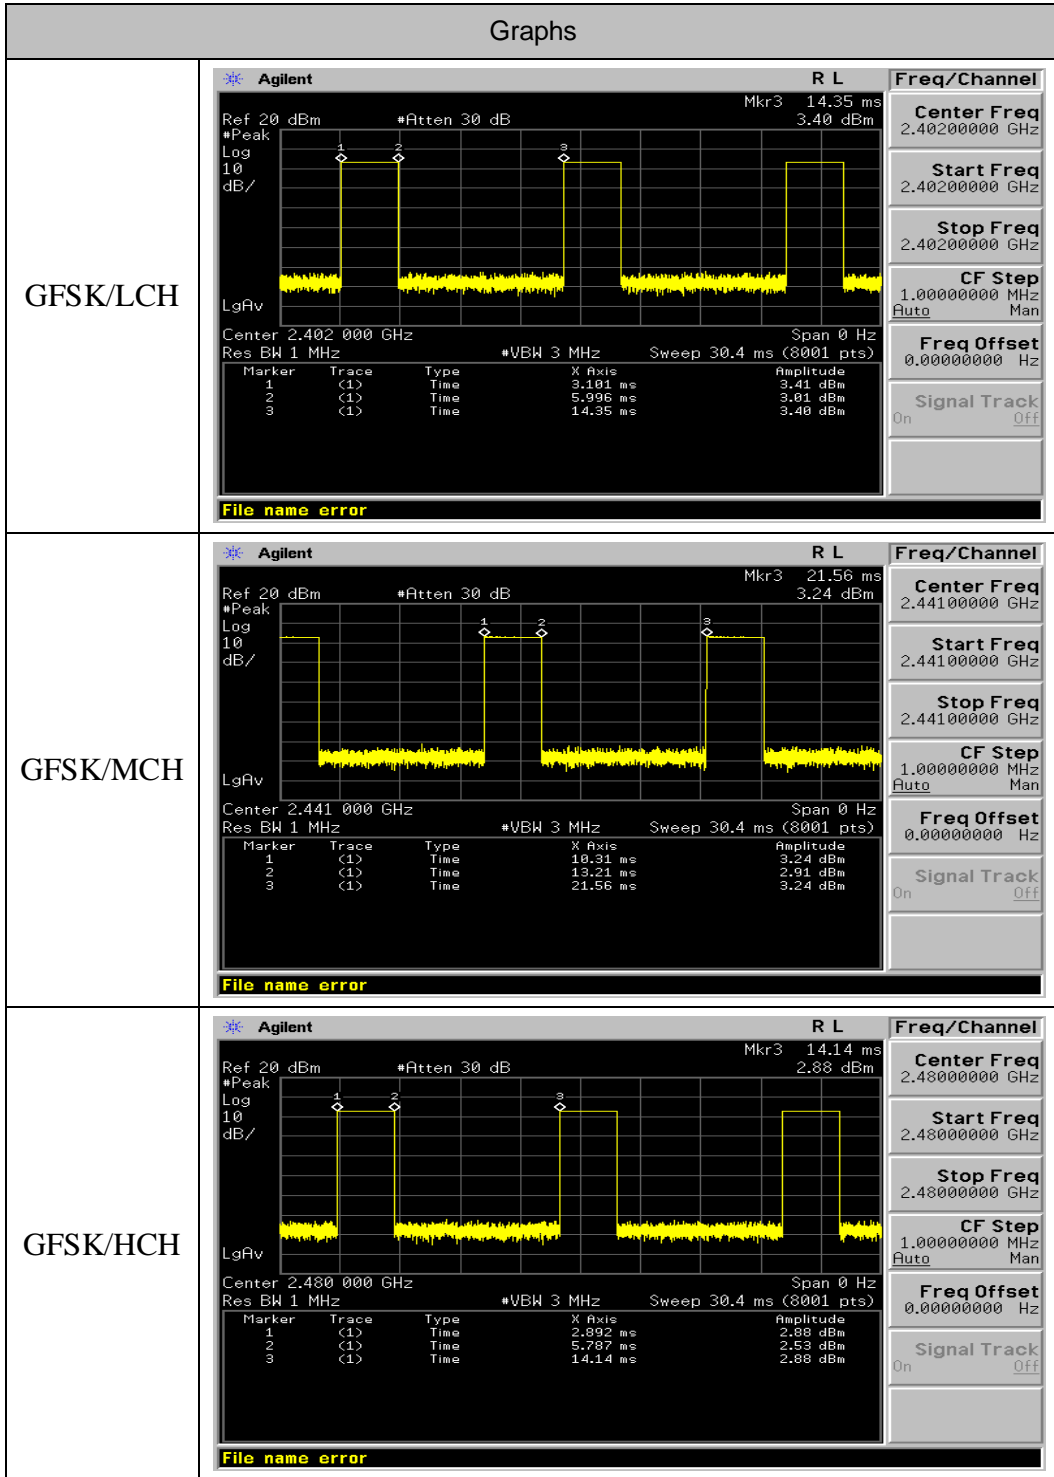 Graphs
GFSK/LCH
Agilent R L Freq/Channel
Mkr3 14.35 ms
Ref 20 dBm #Atten 30 dB 3.40 dBm
#Peak
Log
10
dB/
1 2 3
LgAv
Center 2.402 000 GHz Span 0 Hz
Res BW 1 MHz #VBW 3 MHz Sweep 30.4 ms (8001 pts)
Marker Trace Type X Axis Amplitude
1 (1) Time 3.101 ms 3.41 dBm
2 (1) Time 5.996 ms 3.01 dBm
3 (1) Time 14.35 ms 3.40 dBm
File name error
Center Freq
2.40200000 GHz
Start Freq
2.40200000 GHz
Stop Freq
2.40200000 GHz
CF Step
1.00000000 MHz
Auto Man
Freq Offset
0.00000000 Hz
Signal Track
On Off
GFSK/MCH
Agilent R L Freq/Channel
Mkr3 21.56 ms
Ref 20 dBm #Atten 30 dB 3.24 dBm
#Peak
Log
10
dB/
1 2 3
LgAv
Center 2.441 000 GHz Span 0 Hz
Res BW 1 MHz #VBW 3 MHz Sweep 30.4 ms (8001 pts)
Marker Trace Type X Axis Amplitude
1 (1) Time 10.31 ms 3.24 dBm
2 (1) Time 13.21 ms 2.91 dBm
3 (1) Time 21.56 ms 3.24 dBm
File name error
Center Freq
2.44100000 GHz
Start Freq
2.44100000 GHz
Stop Freq
2.44100000 GHz
CF Step
1.00000000 MHz
Auto Man
Freq Offset
0.00000000 Hz
Signal Track
On Off
GFSK/HCH
Agilent R L Freq/Channel
Mkr3 14.14 ms
Ref 20 dBm #Atten 30 dB 2.88 dBm
#Peak
Log
10
dB/
1 2 3
LgAv
Center 2.480 000 GHz Span 0 Hz
Res BW 1 MHz #VBW 3 MHz Sweep 30.4 ms (8001 pts)
Marker Trace Type X Axis Amplitude
1 (1) Time 2.892 ms 2.88 dBm
2 (1) Time 5.787 ms 2.53 dBm
3 (1) Time 14.14 ms 2.88 dBm
File name error
Center Freq
2.48000000 GHz
Start Freq
2.48000000 GHz
Stop Freq
2.48000000 GHz
CF Step
1.00000000 MHz
Auto Man
Freq Offset
0.00000000 Hz
Signal Track
On Off